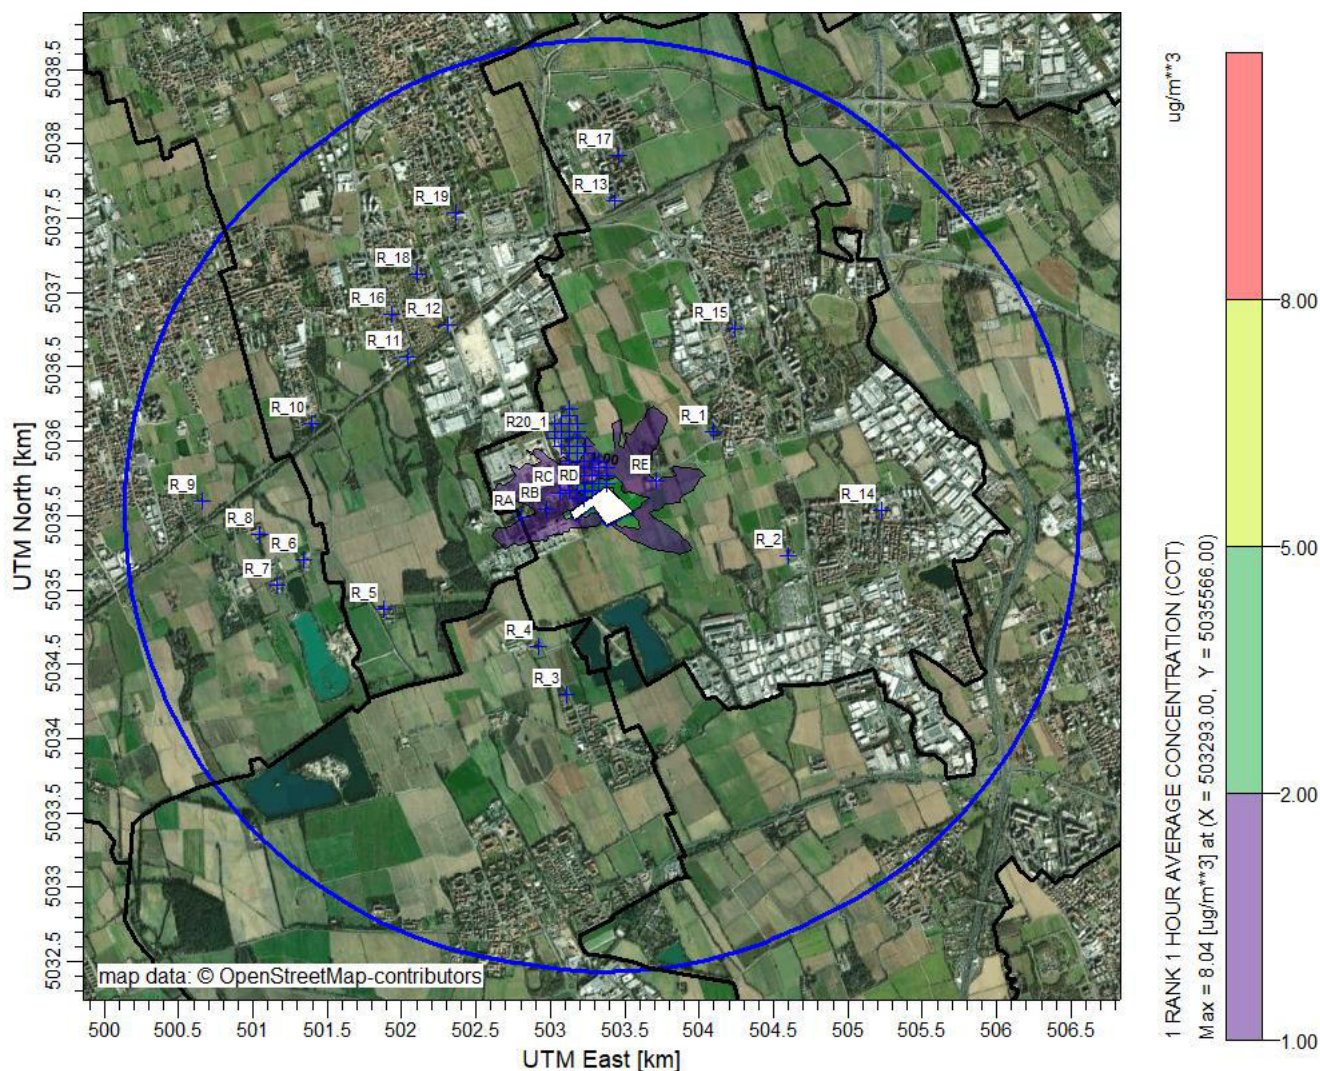 5038.5
5038
5037.5
5037
5036.5
5036
5035.5
5035
5034.5
5034
5033.5
5033
5032.5
UTM North [km]
R_17
R_13
R_19
R_18
R_16
R_12
R_11
R_15
R_10
R20_1
R_1
RE
RC
RD
RB
RA
R_9
R_8
R_6
R_7
R_5
R_14
R_2
R_4
R_3
map data: © OpenStreetMap-contributors
500
500.5
501
501.5
502
502.5
503
503.5
504
504.5
505
505.5
506
506.5
UTM East [km]
ug/m**3
8.00
5.00
2.00
1.00
1 RANK 1 HOUR AVERAGE CONCENTRATION (COT)
Max = 8.04 [ug/m**3] at (X = 503293.00, Y = 5035566.00)